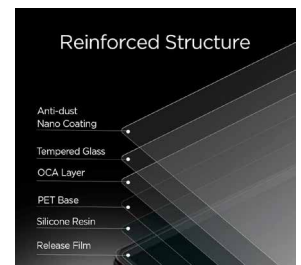 Reinforced Structure
Anti-dust
Nano Coating
Tempered Glass
OCA Layer
PET Base
Silicone Resin
Release Film